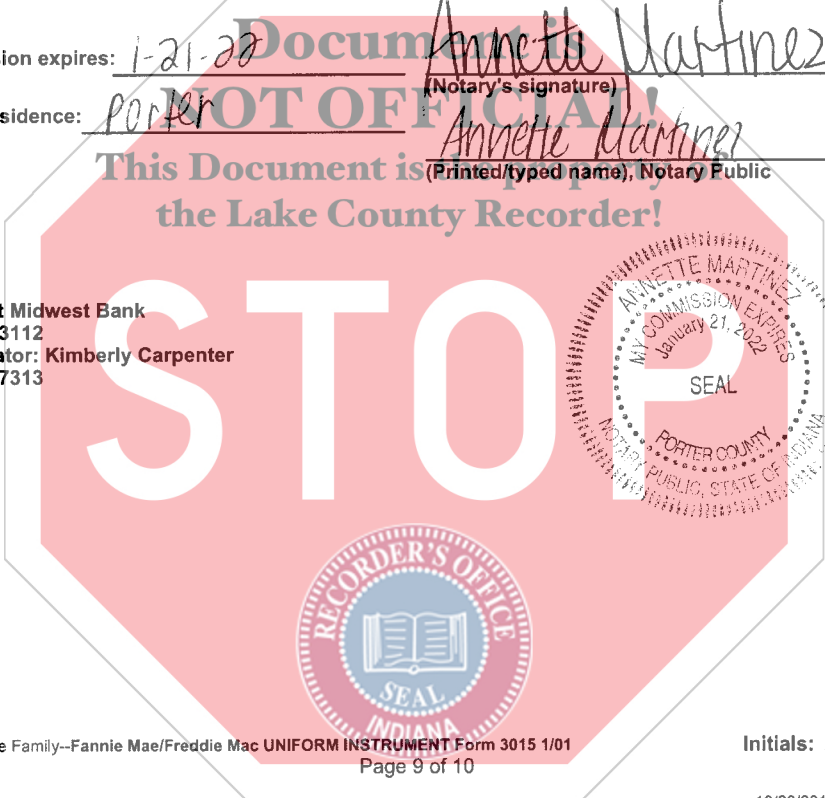 Document is
sion expires: 1-21-22
Annette Martinez
(Notary's signature)
NOT OFFICIAL!
sidence: Porter
Annette Martinez
This Document is the property of
(Printed/typed name), Notary Public
the Lake County Recorder!
ANNETTE MARTINEZ
MY COMMISSION EXPIRES
January 21, 2022
SEAL
PORTER COUNTY
NOTARY PUBLIC, STATE OF INDIANA
t Midwest Bank
3112
ator: Kimberly Carpenter
7313
STOP
RECORDER'S OFFICE
SEAL
INDIANA
e Family--Fannie Mae/Freddie Mac UNIFORM INSTRUMENT Form 3015 1/01
Initials:
Page 9 of 10